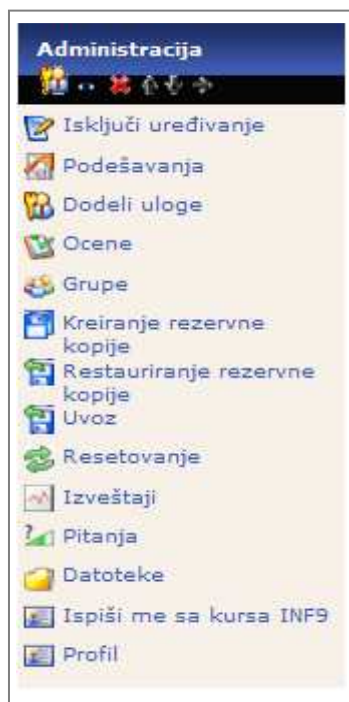 Administracija
Isključi uređivanje
Podešavanja
Dodeli uloge
Ocene
Grupe
Kreiranje rezervne
kopije
Restauriranje rezervne
kopije
Uvoz
Resetovanje
Izveštaji
Pitanja
Datoteke
Ispiši me sa kursa INF9
Profil